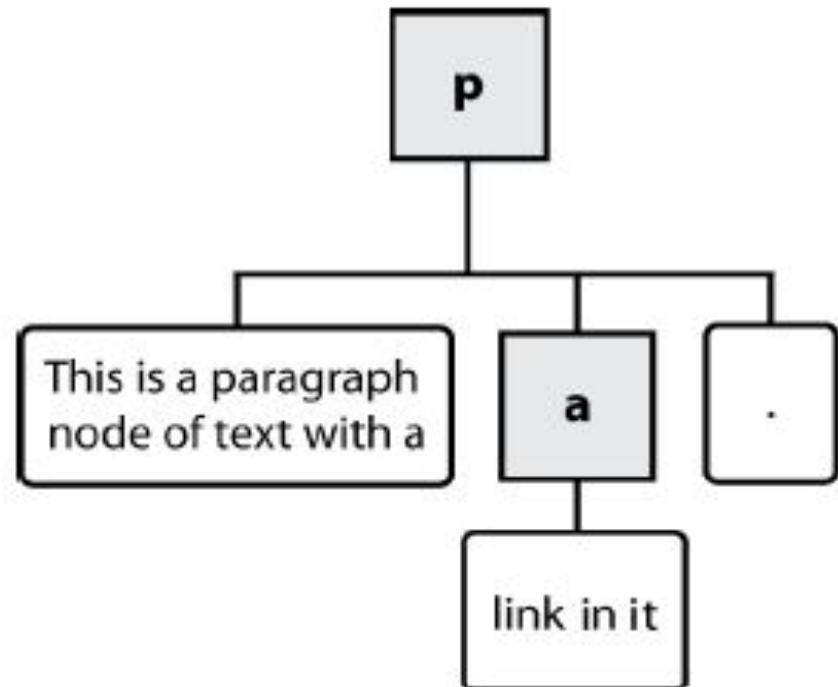 p
This is a paragraph
node of text with a
a
.
link in it